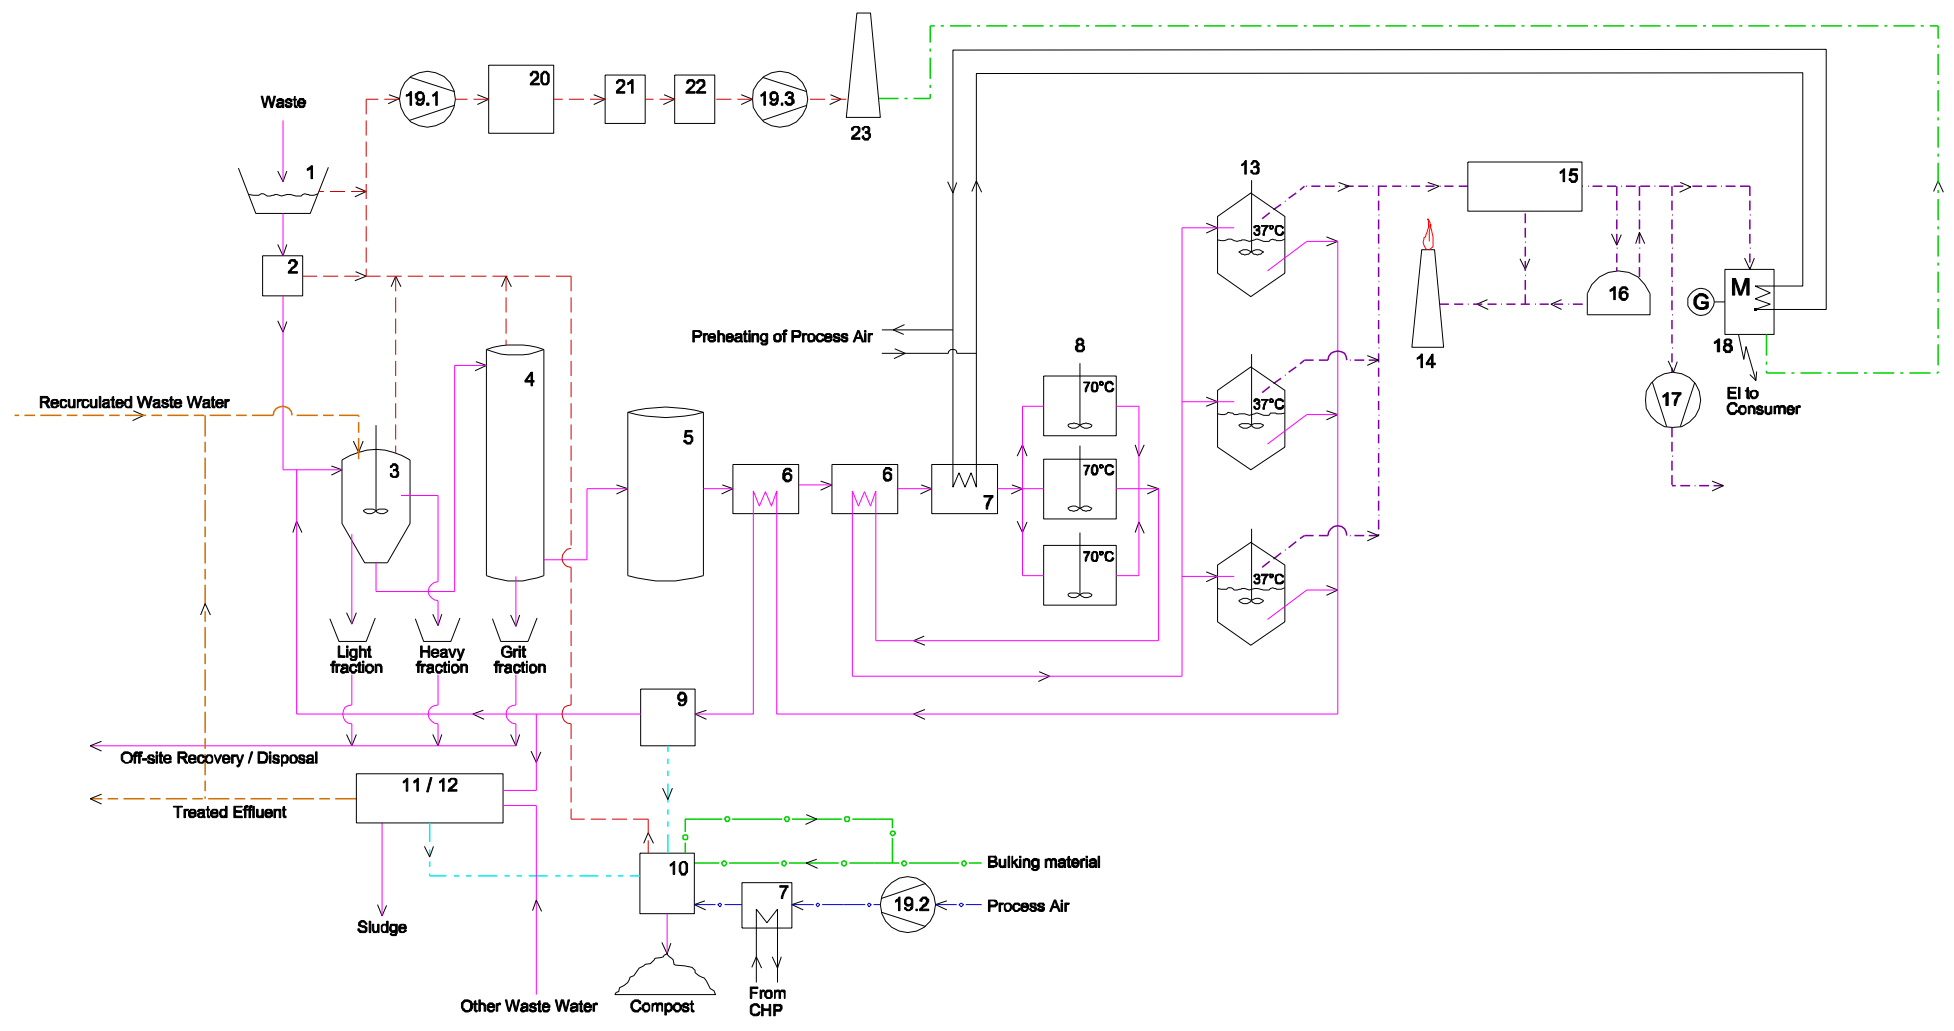 20
19.1
21
22
19.3
Waste
23
1
13
15
37°C
2
16
M
G
Preheating of Process Air
8
18
14
4
70°C
37°C
17
El to
Consumer
Recurculated Waste Water
5
3
6
6
7
70°C
70°C
37°C
Light
fraction
Heavy
fraction
Grit
fraction
9
Off-site Recovery / Disposal
11 / 12
Treated Effluent
10
Bulking material
7
19.2
Process Air
Sludge
Other Waste Water
Compost
From
CHP